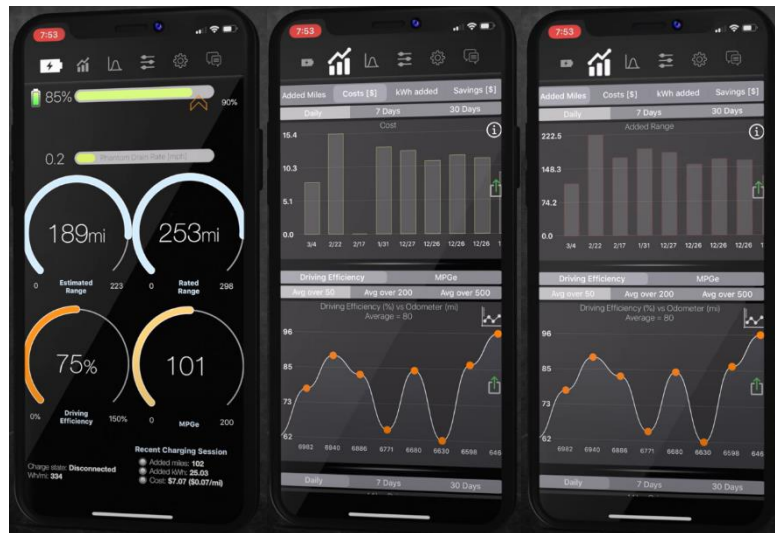 7:53
85%
90%
0.2
Phantom Drain Rate [mph]
189mi
253mi
0
Estimated
Range
223
0
Rated
Range
298
75%
101
0%
Driving
Efficiency
150%
0
MPGe
200
Recent Charging Session
Charge state: Disconnected
Wh/mi: 334
Added miles: 102
Added kWh: 25.03
Cost: $7.07 ($0.07/mi)
7:53
Added Miles Costs [$] kWh added Savings [$]
Daily 7 Days 30 Days
Cost
15.4
10.3
5.1
0.0
3/4 2/22 2/17 1/31 12/27 12/26 12/26 12/26
Driving Efficiency MPGe
Avg over 50 Avg over 200 Avg over 500
Driving Efficiency (%) vs Odometer (mi)
Average = 80
96
85
73
62
6982 6940 6886 6771 6680 6630 6598 648
Daily 7 Days 30 Days
7:53
Added Miles Costs [$] kWh added Savings [$]
Daily 7 Days 30 Days
Added Range
222.5
148.3
74.2
0.0
3/4 2/22 2/17 1/31 12/27 12/26 12/26 12/26 1
Driving Efficiency MPGe
Avg over 50 Avg over 200 Avg over 500
Driving Efficiency (%) vs Odometer (mi)
Average = 80
96
85
73
62
6982 6940 6886 6771 6680 6630 6598 646
Daily 7 Days 30 Days